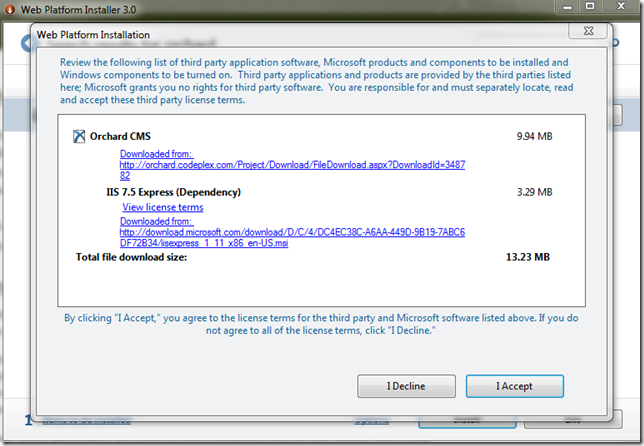 Web Platform Installer 3.0
Web Platform Installation
Review the following list of third party application software, Microsoft products and components to be installed and
Windows components to be turned on.  Third party applications and products are provided by the third parties listed
here; Microsoft grants you no rights for third party software.  You are responsible for and must separately locate, read
and accept these third party license terms.
Orchard CMS 9.94 MB
Downloaded from:
http://orchard.codeplex.com/Project/Download/FileDownload.aspx?DownloadId=3487
82
IIS 7.5 Express (Dependency) 3.29 MB
View license terms
Downloaded from:
http://download.microsoft.com/download/D/C/4/DC4EC38C-A6AA-449D-9B19-7ABC6
DF72B34/iisexpress_1_11_x86_en-US.msi
Total file download size: 13.23 MB
By clicking "I Accept," you agree to the license terms for the third party and Microsoft software listed above. If you do
not agree to all of the license terms, click "I Decline."
I Decline I Accept
1